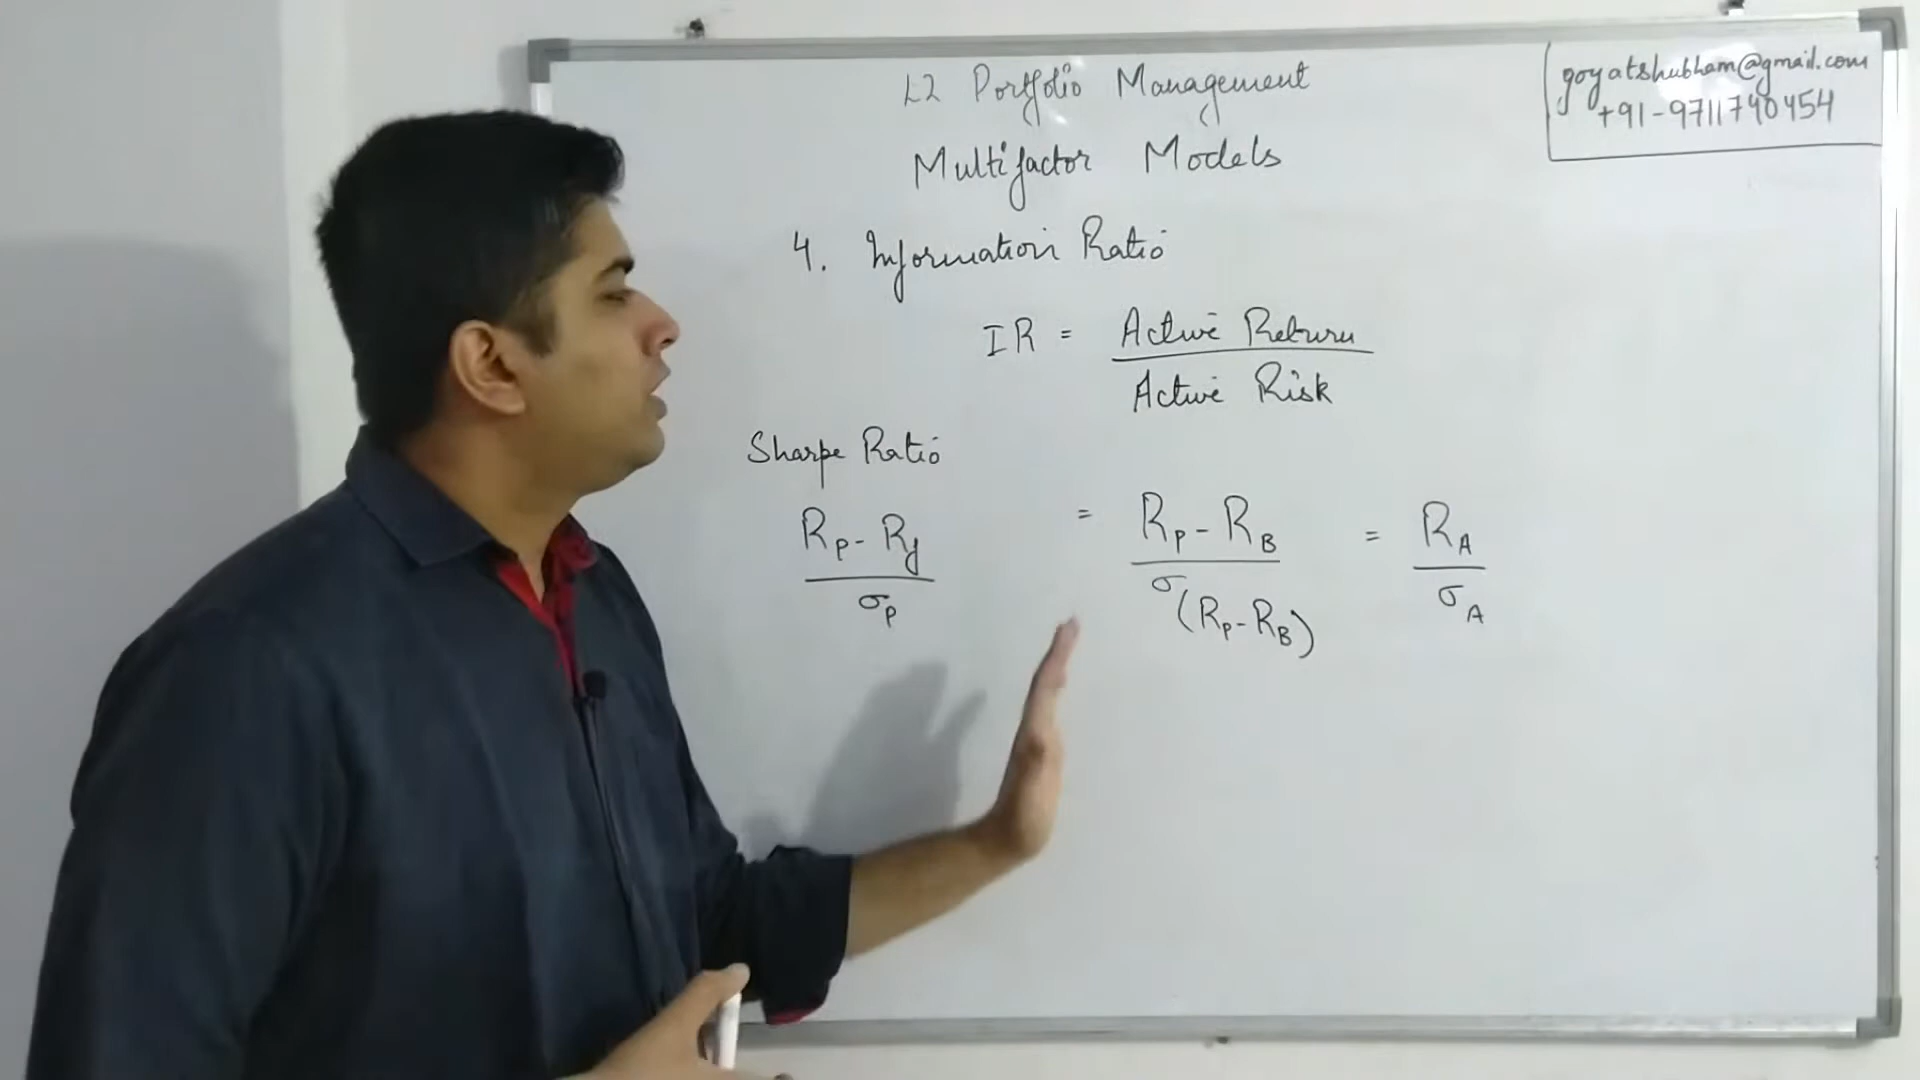 L2 Portfolio Management
goyatshubham@gmail.com
+91-9711740454
Multifactor Models
4. Information Ratio
IR = Active Return / Active Risk
Sharpe Ratio
Rp - Rf / σp
= Rp - RB / σ(Rp - RB) = RA / σA